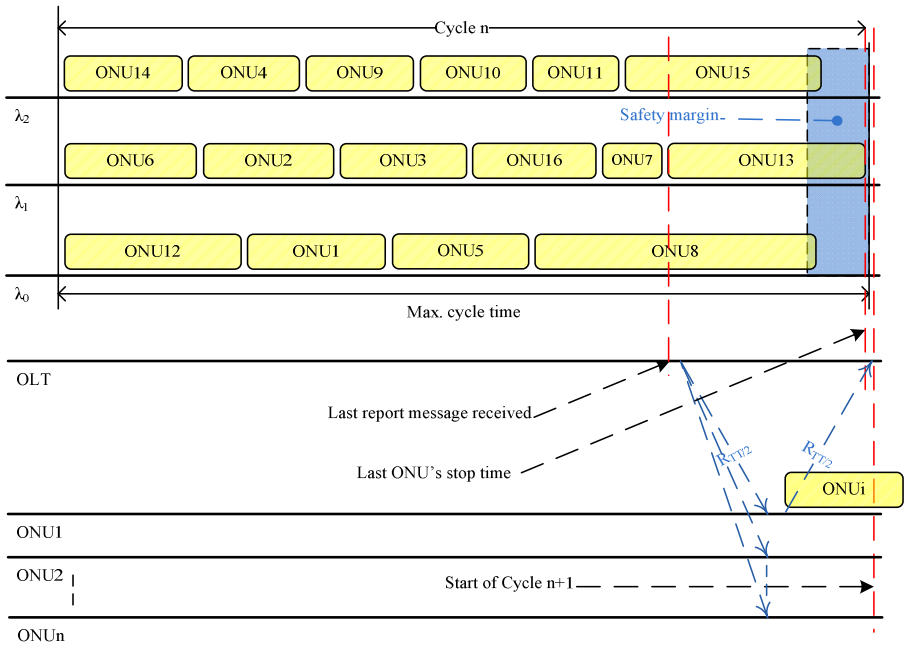 Cycle n
ONU14 ONU4 ONU9 ONU10 ONU11 ONU15
λ2
Safety margin
ONU6 ONU2 ONU3 ONU16 ONU7 ONU13
λ1
ONU12 ONU1 ONU5 ONU8
λ0
Max. cycle time
OLT
Last report message received
RTT/2 RTT/2
Last ONU's stop time
ONUi
ONU1
ONU2
Start of Cycle n+1
ONUn